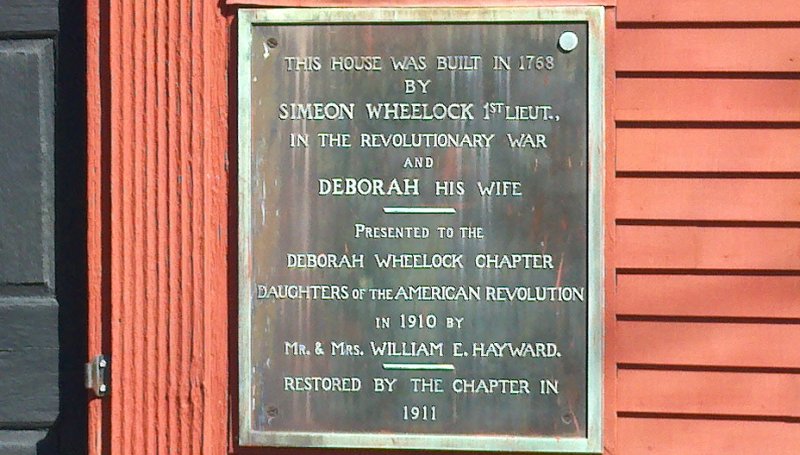 THIS HOUSE WAS BUILT IN 1768
BY
SIMEON WHEELOCK 1ST LIEUT.,
IN THE REVOLUTIONARY WAR
AND
DEBORAH HIS WIFE
PRESENTED TO THE
DEBORAH WHEELOCK CHAPTER
DAUGHTERS OF THE AMERICAN REVOLUTION
IN 1910 BY
MR. & MRS. WILLIAM E. HAYWARD.
RESTORED BY THE CHAPTER IN
1911